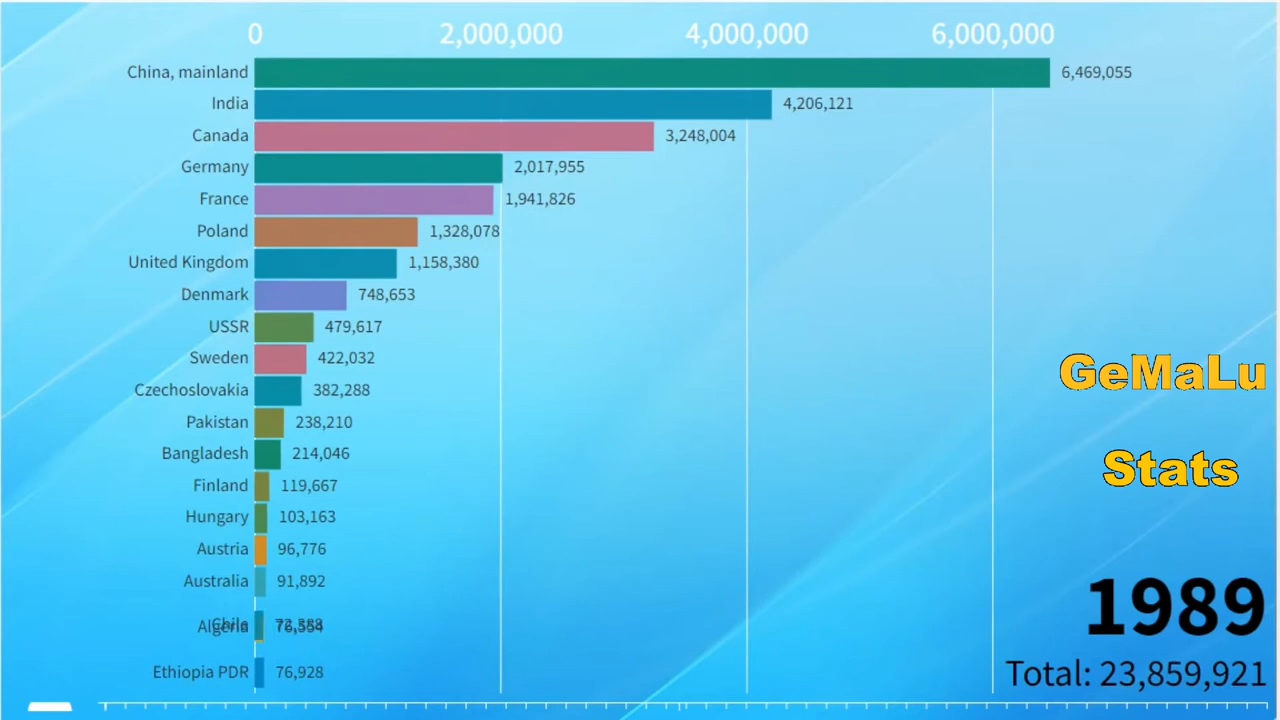 0 2,000,000 4,000,000 6,000,000
China, mainland 6,469,055
India 4,206,121
Canada 3,248,004
Germany 2,017,955
France 1,941,826
Poland 1,328,078
United Kingdom 1,158,380
Denmark 748,653
USSR 479,617
Sweden 422,032
Czechoslovakia 382,288
Pakistan 238,210
Bangladesh 214,046
Finland 119,667
Hungary 103,163
Austria 96,776
Australia 91,892
Chile
Algeria
Ethiopia PDR 76,928
GeMaLu
Stats
1989
Total: 23,859,921